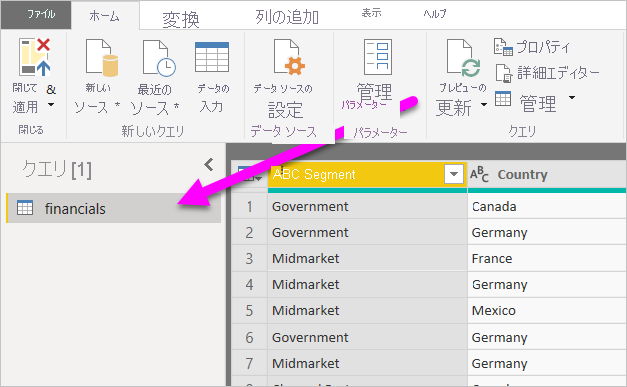 ファイル ホーム 変換 列の追加 表示 ヘルプ
閉じて & 適用
新しい ソース
最近の ソース
データの 入力
データ ソースの 設定
管理 パラメーター
プレビューの 更新
プロパティ
詳細エディター
管理
閉じる 新しいクエリ データ ソース パラメーター クエリ
クエリ [1]
financials
ABC Segment ABC Country
1 Government Canada
2 Government Germany
3 Midmarket France
4 Midmarket Germany
5 Midmarket Mexico
6 Government Germany
7 Midmarket Germany